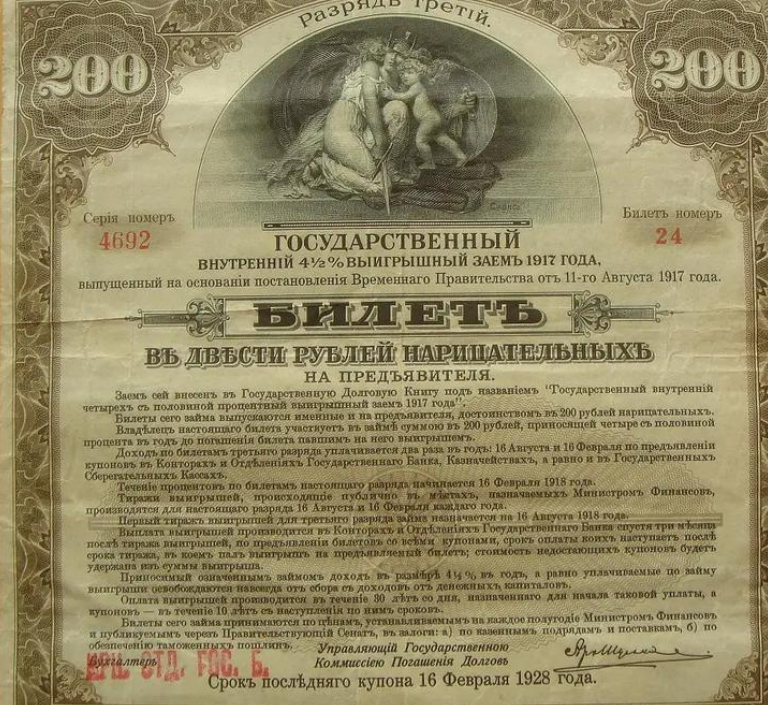 Разрядъ третій.
200 200
Серія номеръ Билетъ номеръ
4692 24
ГОСУДАРСТВЕННЫЙ
ВНУТРЕННІЙ 4½% ВЫИГРЫШНЫЙ ЗАЕМЪ 1917 ГОДА,
выпущенный на основаніи постановленія Временнаго Правительства отъ 11-го Августа 1917 года.
БИЛЕТЪ
ВЪ ДВѢСТИ РУБЛЕЙ НАРИЦАТЕЛЬНЫХЪ
НА ПРЕДЪЯВИТЕЛЯ.
Заемъ сей внесенъ въ Государственную Долговую Книгу подъ названіемъ "Государственный внутренній
четырехъ съ половиной процентный выигрышный заемъ 1917 года".
Билеты сего займа выпускаются именные и на предъявителя, достоинствомъ въ 200 рублей нарицательныхъ.
Владѣлецъ настоящаго билета участвуетъ въ займѣ суммою въ 200 рублей, приносящей четыре съ половиной
процента въ годъ до погашенія билета павшимъ на него выигрышемъ.
Доходъ по билетамъ третьяго разряда уплачивается два раза въ годъ: 16 Августа и 16 Февраля по предъявленіи
купоновъ въ Конторахъ и Отдѣленіяхъ Государственнаго Банка, Казначействахъ, а равно и въ Государственныхъ
Сберегательныхъ Кассахъ.
Теченіе процентовъ по билетамъ настоящаго разряда начинается 16 Февраля 1918 года.
Тиражи выигрышей, происходящіе публично въ мѣстахъ, назначаемыхъ Министромъ Финансовъ,
производятся для настоящаго разряда 16 Августа и 16 Февраля каждаго года.
Первый тиражъ выигрышей для третьяго разряда займа назначается на 16 Августа 1918 года.
Выплата выигрышей производится въ Конторахъ и Отдѣленіяхъ Государственнаго Банка спустя три мѣсяца
послѣ тиража выигрышей, по предъявленіи билетовъ со всѣми купонами, срокъ оплаты коихъ наступаетъ послѣ
срока тиража, въ коемъ палъ выигрышъ на предъявляемый билетъ; стоимость недостающихъ купоновъ будетъ
удержана изъ суммы выигрыша.
Приносимый означеннымъ займомъ доходъ въ размѣрѣ 4½% въ годъ, а равно уплачиваемые по займу
выигрыши освобождаются навсегда отъ сбора съ доходовъ отъ денежныхъ капиталовъ.
Оплата выигрышей производится въ теченіе 30 лѣтъ со дня, назначеннаго для начала таковой уплаты, а
купоновъ — въ теченіе 10 лѣтъ съ наступленія по нимъ сроковъ.
Билеты сего займа принимаются по цѣнамъ, устанавливаемымъ на каждое полугодіе Министромъ Финансовъ
и публикуемымъ черезъ Правительствующій Сенатъ, въ залоги: а) по казеннымъ подрядамъ и поставкамъ, б) по
обезпеченію таможенныхъ пошлинъ.
Управляющій Государственною
Бухгалтеръ Коммиссіею Погашенія Долговъ
ОТД. ГОС. Б.
Срокъ послѣдняго купона 16 Февраля 1928 года.